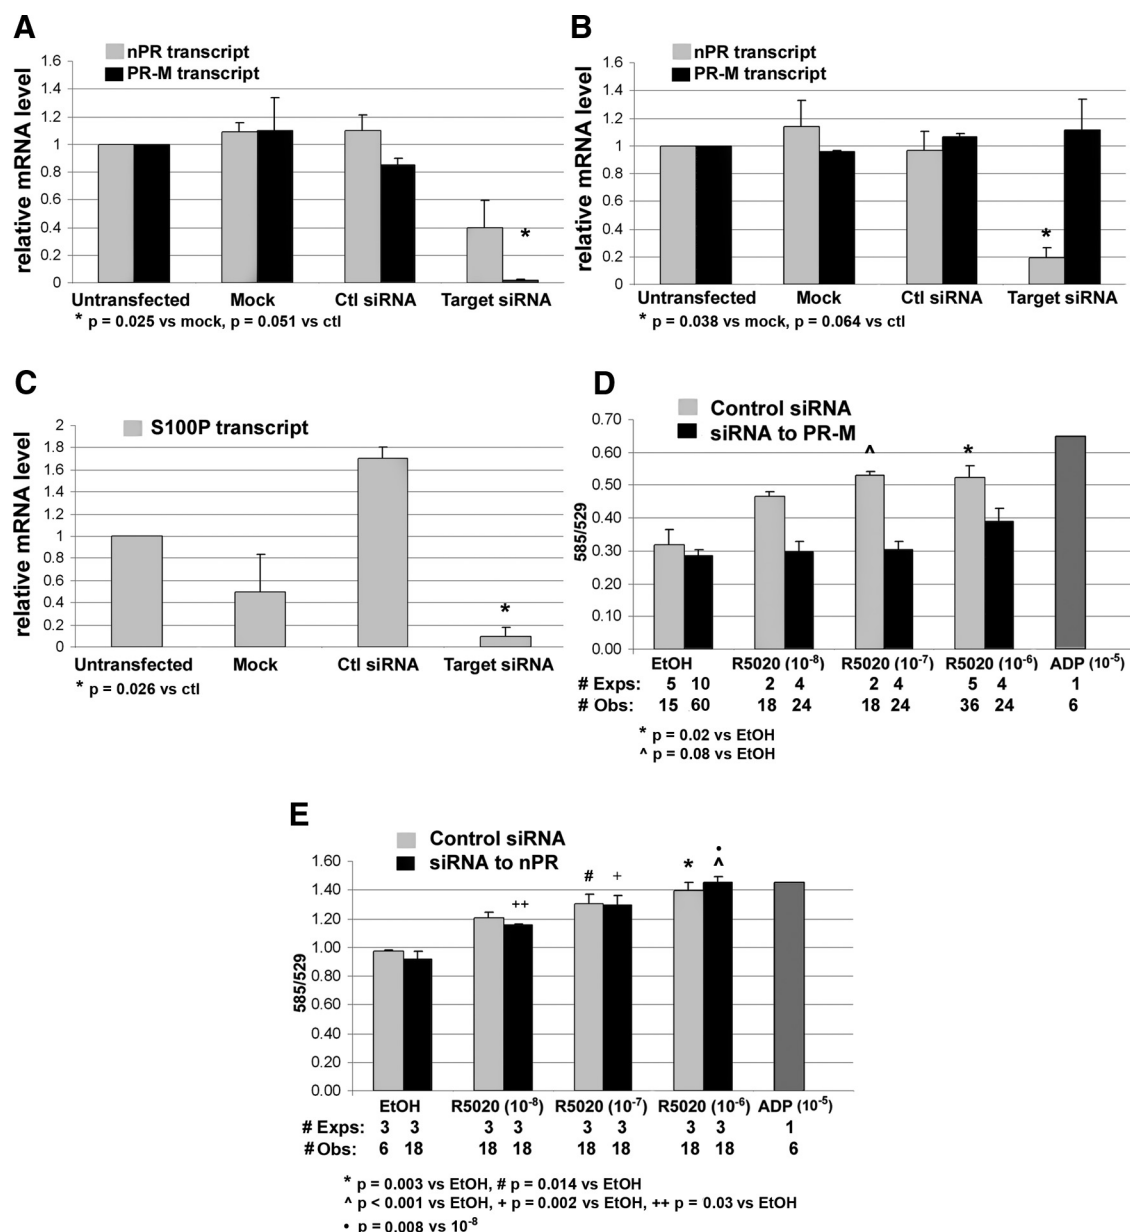 A
nPR transcript
PR-M transcript
relative mRNA level
1.6
1.4
1.2
1
0.8
0.6
0.4
0.2
0
*
Untransfected Mock Ctl siRNA Target siRNA
* p = 0.025 vs mock, p = 0.051 vs ctl
B
nPR transcript
PR-M transcript
relative mRNA level
1.6
1.4
1.2
1
0.8
0.6
0.4
0.2
0
*
Untransfected Mock Ctl siRNA Target siRNA
* p = 0.038 vs mock, p = 0.064 vs ctl
C
S100P transcript
relative mRNA level
2
1.8
1.6
1.4
1.2
1
0.8
0.6
0.4
0.2
0
*
Untransfected Mock Ctl siRNA Target siRNA
* p = 0.026 vs ctl
D
Control siRNA
siRNA to PR-M
585/529
0.70
0.60
0.50
0.40
0.30
0.20
0.10
0.00
^ *
EtOH R5020 (10-8) R5020 (10-7) R5020 (10-6) ADP (10-5)
# Exps: 5 10 2 4 2 4 5 4 1
# Obs: 15 60 18 24 18 24 36 24 6
* p = 0.02 vs EtOH
^ p = 0.08 vs EtOH
E
Control siRNA
siRNA to nPR
585/529
1.60
1.40
1.20
1.00
0.80
0.60
0.40
0.20
0.00
++ # + * • ^
EtOH R5020 (10-8) R5020 (10-7) R5020 (10-6) ADP (10-5)
# Exps: 3 3 3 3 3 3 3 3 1
# Obs: 6 18 18 18 18 18 18 18 6
* p = 0.003 vs EtOH, # p = 0.014 vs EtOH
^ p < 0.001 vs EtOH, + p = 0.002 vs EtOH, ++ p = 0.03 vs EtOH
• p = 0.008 vs 10-8